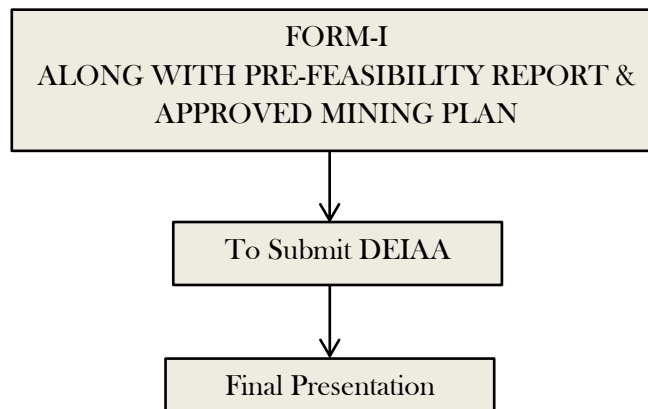 FORM-I
ALONG WITH PRE-FEASIBILITY REPORT &
APPROVED MINING PLAN
To Submit DEIAA
Final Presentation